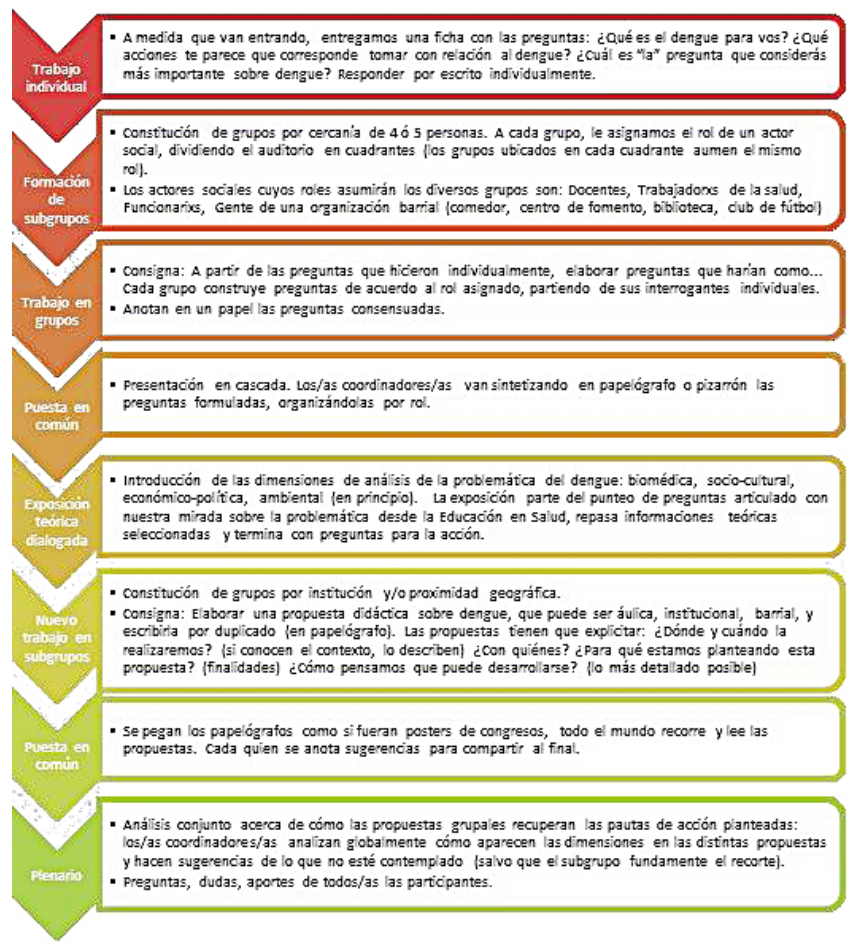 Trabajo
individual
▪ A medida que van entrando, entregamos una ficha con las preguntas: ¿Qué es el dengue para vos? ¿Qué
acciones te parece que corresponde tomar con relación al dengue? ¿Cuál es "la" pregunta que considerás
más importante sobre dengue? Responder por escrito individualmente.
Formación
de
subgrupos
▪ Constitución de grupos por cercanía de 4 ó 5 personas. A cada grupo, le asignamos el rol de un actor
social, dividiendo el auditorio en cuadrantes (los grupos ubicados en cada cuadrante aumen el mismo
rol).
▪ Los actores sociales cuyos roles asumirán los diversos grupos son: Docentes, Trabajadorxs de la salud,
Funcionarixs, Gente de una organización barrial (comedor, centro de fomento, biblioteca, club de fútbol)
Trabajo en
grupos
▪ Consigna: A partir de las preguntas que hicieron individualmente, elaborar preguntas que harían como...
Cada grupo construye preguntas de acuerdo al rol asignado, partiendo de sus interrogantes individuales.
▪ Anotan en un papel las preguntas consensuadas.
Puesta en
común
▪ Presentación en cascada. Los/as coordinadores/as van sintetizando en papelógrafo o pizarrón las
preguntas formuladas, organizándolas por rol.
Exposición
teórica
dialogada
▪ Introducción de las dimensiones de análisis de la problemática del dengue: biomédica, socio-cultural,
económico-política, ambiental (en principio). La exposición parte del punteo de preguntas articulado con
nuestra mirada sobre la problemática desde la Educación en Salud, repasa informaciones teóricas
seleccionadas y termina con preguntas para la acción.
Nuevo
trabajo en
subgrupos
▪ Constitución de grupos por institución y/o proximidad geográfica.
▪ Consigna: Elaborar una propuesta didáctica sobre dengue, que puede ser áulica, institucional, barrial, y
escribirla por duplicado (en papelógrafo). Las propuestas tienen que explicitar: ¿Dónde y cuándo la
realizaremos? (si conocen el contexto, lo describen) ¿Con quiénes? ¿Para qué estamos planteando esta
propuesta? (finalidades) ¿Cómo pensamos que puede desarrollarse? (lo más detallado posible)
Puesta en
común
▪ Se pegan los papelógrafos como si fueran posters de congresos, todo el mundo recorre y lee las
propuestas. Cada quien se anota sugerencias para compartir al final.
Plenario
▪ Análisis conjunto acerca de cómo las propuestas grupales recuperan las pautas de acción planteadas:
los/as coordinadores/as analizan globalmente cómo aparecen las dimensiones en las distintas propuestas
y hacen sugerencias de lo que no esté contemplado (salvo que el subgrupo fundamente el recorte).
▪ Preguntas, dudas, aportes de todos/as las participantes.